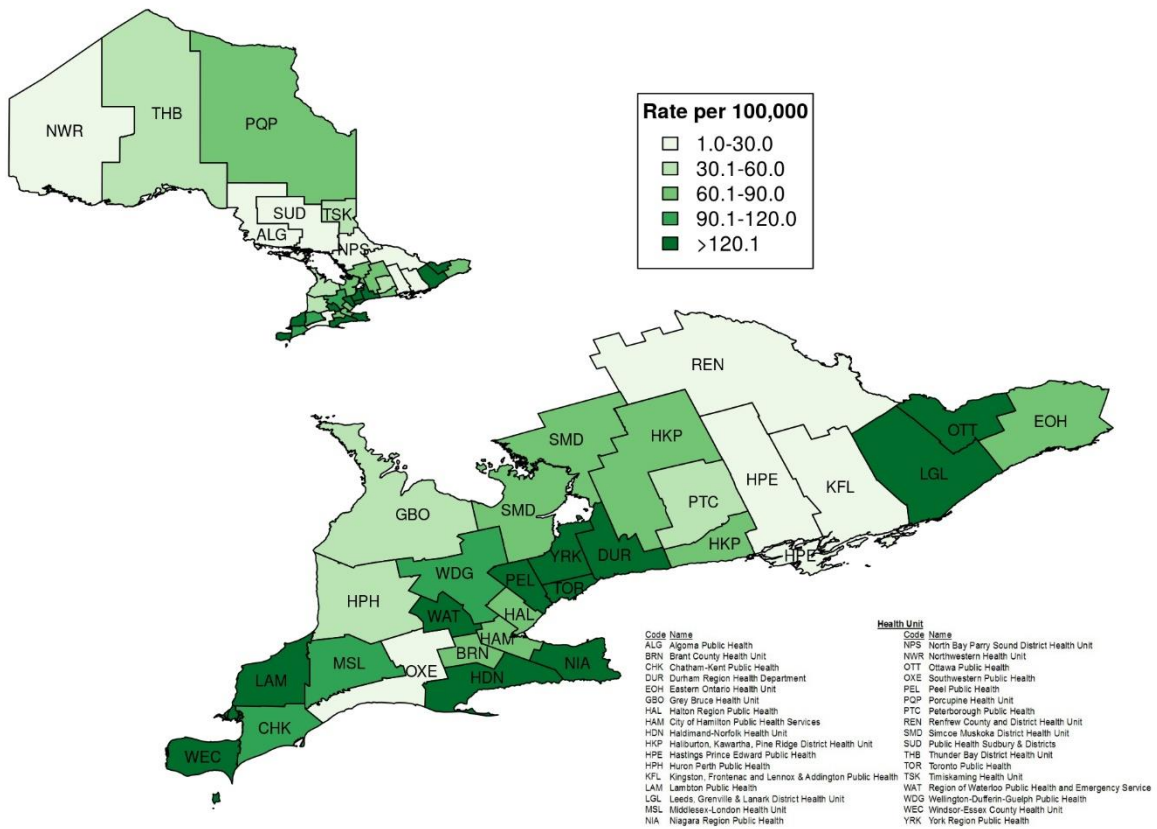 Rate per 100,000
1.0-30.0
30.1-60.0
60.1-90.0
90.1-120.0
>120.1
NWR
THB
PQP
SUD
TSK
ALG
NPS
REN
SMD
HKP
OTT
EOH
LGL
HPE
KFL
PTC
GBO
SMD
HKP
HPE
YRK
DUR
WDG
PEL
TOR
HPH
WAT
HAL
HAM
BRN
MSL
OXE
NIA
HDN
LAM
CHK
WEC
Health Unit
Code Name
ALG Algoma Public Health
BRN Brant County Health Unit
CHK Chatham-Kent Public Health
DUR Durham Region Health Department
EOH Eastern Ontario Health Unit
GBO Grey Bruce Health Unit
HAL Halton Region Public Health
HAM City of Hamilton Public Health Services
HDN Haldimand-Norfolk Health Unit
HKP Haliburton, Kawartha, Pine Ridge District Health Unit
HPE Hastings Prince Edward Public Health
HPH Huron Perth Public Health
KFL Kingston, Frontenac and Lennox & Addington Public Health
LAM Lambton Public Health
LGL Leeds, Grenville & Lanark District Health Unit
MSL Middlesex-London Health Unit
NIA Niagara Region Public Health
Code Name
NPS North Bay Parry Sound District Health Unit
NWR Northwestern Health Unit
OTT Ottawa Public Health
OXE Southwestern Public Health
PEL Peel Public Health
PQP Porcupine Health Unit
PTC Peterborough Public Health
REN Renfrew County and District Health Unit
SMD Simcoe Muskoka District Health Unit
SUD Public Health Sudbury & Districts
THB Thunder Bay District Health Unit
TOR Toronto Public Health
TSK Timiskaming Health Unit
WAT Region of Waterloo Public Health and Emergency Service
WDG Wellington-Dufferin-Guelph Public Health
WEC Windsor-Essex County Health Unit
YRK York Region Public Health